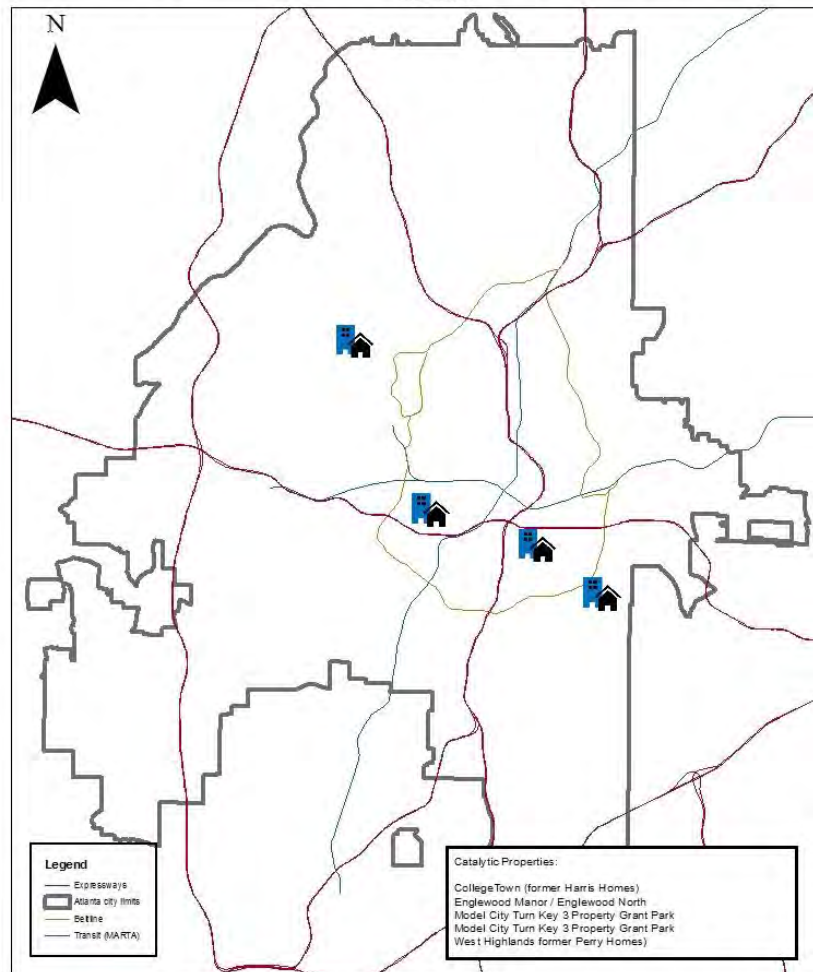 N
Legend
Expressways
Atlanta city limits
Beltline
Transit (MARTA)
Catalytic Properties:
CollegeTown (former Harris Homes)
Englewood Manor / Englewood North
Model City Turn Key 3 Property Grant Park
Model City Turn Key 3 Property Grant Park
West Highlands former Perry Homes)